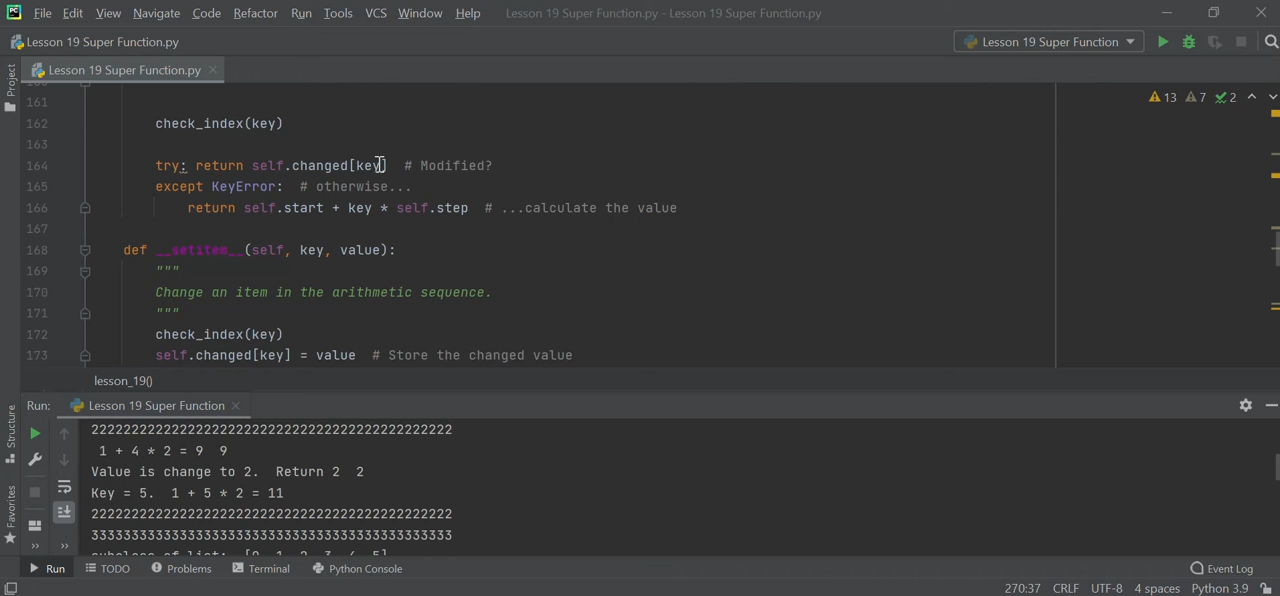 PC File Edit View Navigate Code Refactor Run Tools VCS Window Help Lesson 19 Super Function.py - Lesson 19 Super Function.py
Lesson 19 Super Function.py Lesson 19 Super Function
Project Lesson 19 Super Function.py
161 13 7 2
162 check_index(key)
163
164 try: return self.changed[key] # Modified?
165 except KeyError: # otherwise...
166 return self.start + key * self.step # ...calculate the value
167
168 def __setitem__(self, key, value):
169 """
170 Change an item in the arithmetic sequence.
171 """
172 check_index(key)
173 self.changed[key] = value # Store the changed value
lesson_19()
Run: Lesson 19 Super Function
Structure
Favorites
222222222222222222222222222222222222222222222
1 + 4 * 2 = 9 9
Value is change to 2. Return 2 2
Key = 5. 1 + 5 * 2 = 11
222222222222222222222222222222222222222222222
333333333333333333333333333333333333333333333
Run TODO Problems Terminal Python Console Event Log
270:37 CRLF UTF-8 4 spaces Python 3.9